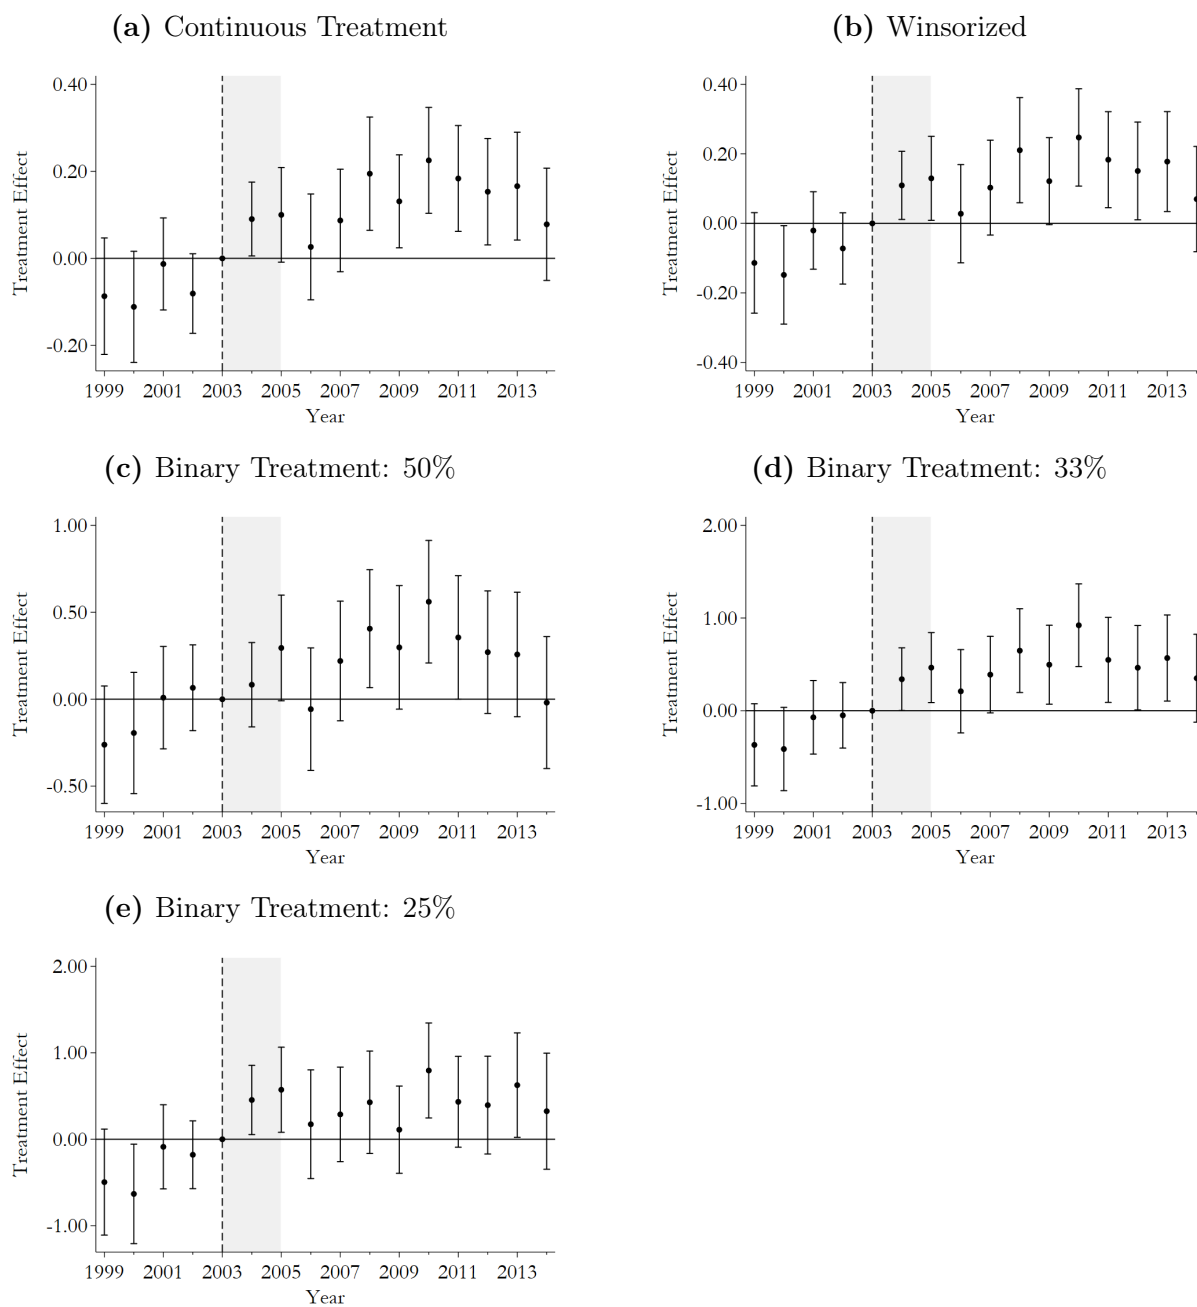 (a) Continuous Treatment
0.40
0.20
0.00
-0.20
Treatment Effect
1999 2001 2003 2005 2007 2009 2011 2013
Year
(b) Winsorized
0.40
0.20
0.00
-0.20
-0.40
Treatment Effect
1999 2001 2003 2005 2007 2009 2011 2013
Year
(c) Binary Treatment: 50%
1.00
0.50
0.00
-0.50
Treatment Effect
1999 2001 2003 2005 2007 2009 2011 2013
Year
(d) Binary Treatment: 33%
2.00
1.00
0.00
-1.00
Treatment Effect
1999 2001 2003 2005 2007 2009 2011 2013
Year
(e) Binary Treatment: 25%
2.00
1.00
0.00
-1.00
Treatment Effect
1999 2001 2003 2005 2007 2009 2011 2013
Year